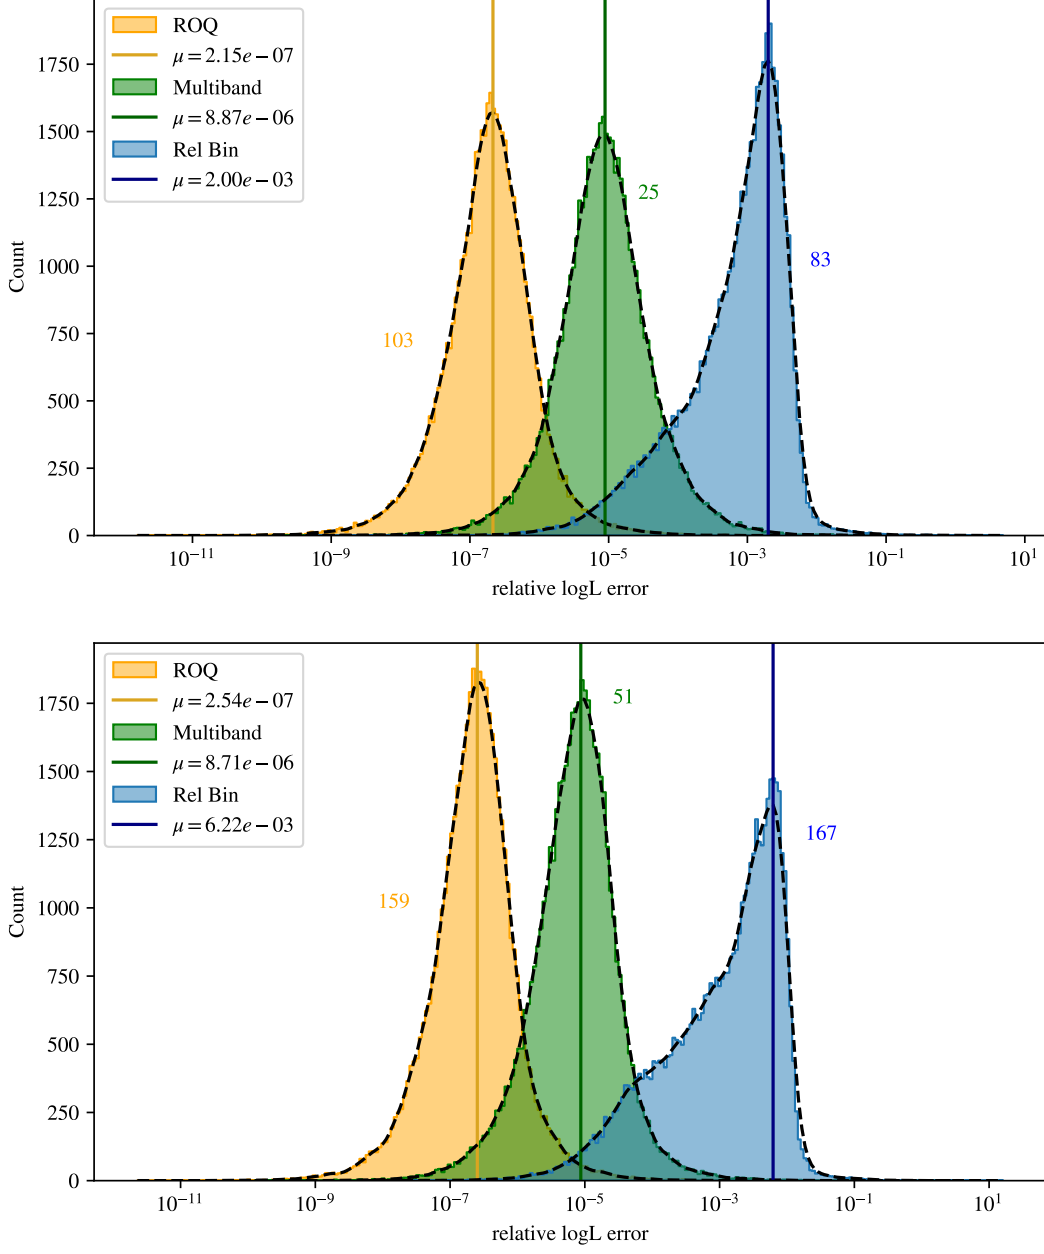 ROQ
μ = 2.15e − 07
Multiband
μ = 8.87e − 06
Rel Bin
μ = 2.00e − 03
25
83
103
Count
1750
1500
1250
1000
750
500
250
0
10⁻¹¹ 10⁻⁹ 10⁻⁷ 10⁻⁵ 10⁻³ 10⁻¹ 10¹
relative logL error
ROQ
μ = 2.54e − 07
Multiband
μ = 8.71e − 06
Rel Bin
μ = 6.22e − 03
51
167
159
Count
1750
1500
1250
1000
750
500
250
0
10⁻¹¹ 10⁻⁹ 10⁻⁷ 10⁻⁵ 10⁻³ 10⁻¹ 10¹
relative logL error